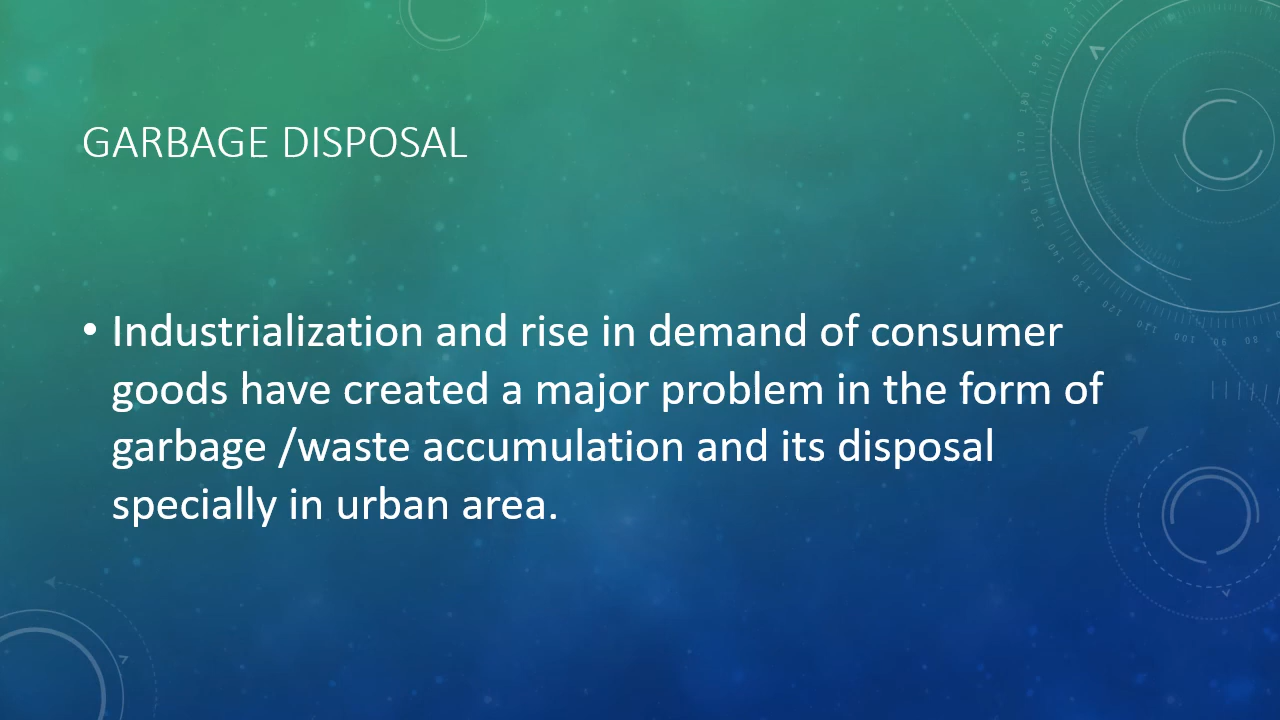 GARBAGE DISPOSAL
• Industrialization and rise in demand of consumer
goods have created a major problem in the form of
garbage /waste accumulation and its disposal
specially in urban area.